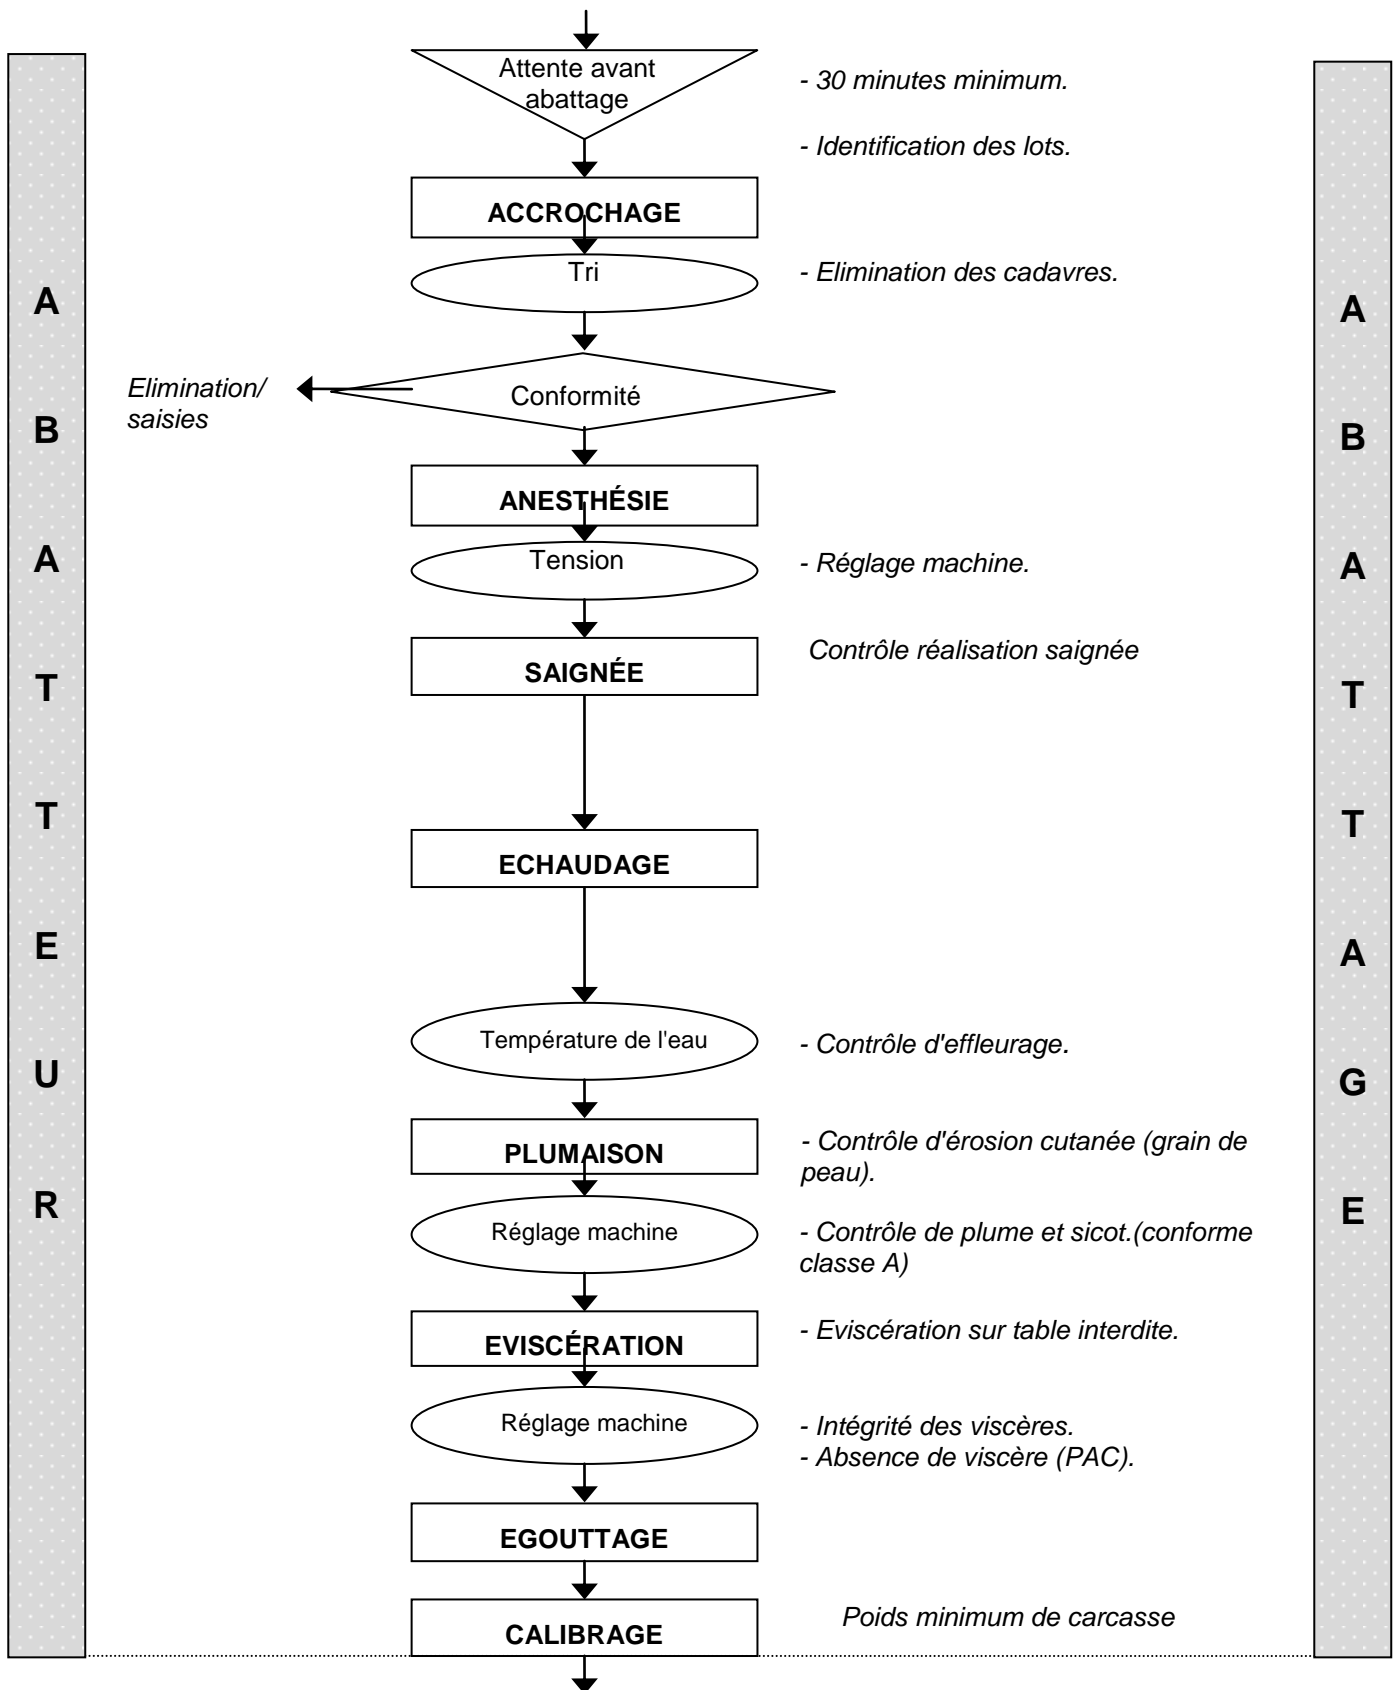 Attente avant
abattage
- 30 minutes minimum.
- Identification des lots.
ACCROCHAGE
Tri
- Elimination des cadavres.
Elimination/
saisies
Conformité
ANESTHÉSIE
Tension
- Réglage machine.
SAIGNÉE
Contrôle réalisation saignée
ECHAUDAGE
Température de l'eau
- Contrôle d'effleurage.
PLUMAISON
- Contrôle d'érosion cutanée (grain de
peau).
Réglage machine
- Contrôle de plume et sicot.(conforme
classe A)
EVISCÉRATION
- Eviscération sur table interdite.
Réglage machine
- Intégrité des viscères.
- Absence de viscère (PAC).
EGOUTTAGE
CALIBRAGE
Poids minimum de carcasse
A
B
A
T
T
E
U
R
A
B
A
T
T
A
G
E